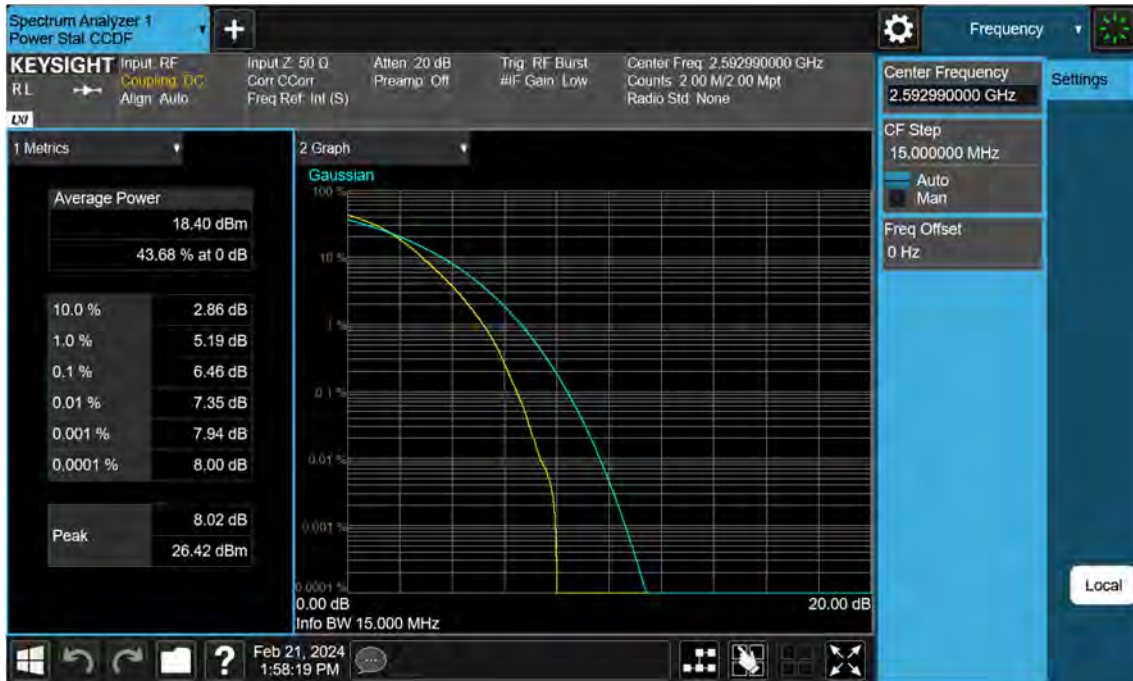 Spectrum Analyzer 1
Power Stat CCDF
Frequency
KEYSIGHT
RL
LXI
Input: RF
Coupling: DC
Align: Auto
Input Z: 50 Ω
Corr CCorr
Freq Ref: Int (S)
Atten: 20 dB
Preamp: Off
Trig: RF Burst
#IF Gain: Low
Center Freq: 2.592990000 GHz
Counts: 2.00 M/2.00 Mpt
Radio Std: None
Center Frequency
2.592990000 GHz
Settings
CF Step
15.000000 MHz
Auto
Man
Freq Offset
0 Hz
1 Metrics
Average Power
18.40 dBm
43.68 % at 0 dB
10.0 % 2.86 dB
1.0 % 5.19 dB
0.1 % 6.46 dB
0.01 % 7.35 dB
0.001 % 7.94 dB
0.0001 % 8.00 dB
Peak
8.02 dB
26.42 dBm
2 Graph
Gaussian
100 %
10 %
1 %
0.1 %
0.01 %
0.001 %
0.0001 %
0.00 dB 20.00 dB
Info BW 15.000 MHz
Local
?
Feb 21, 2024
1:58:19 PM